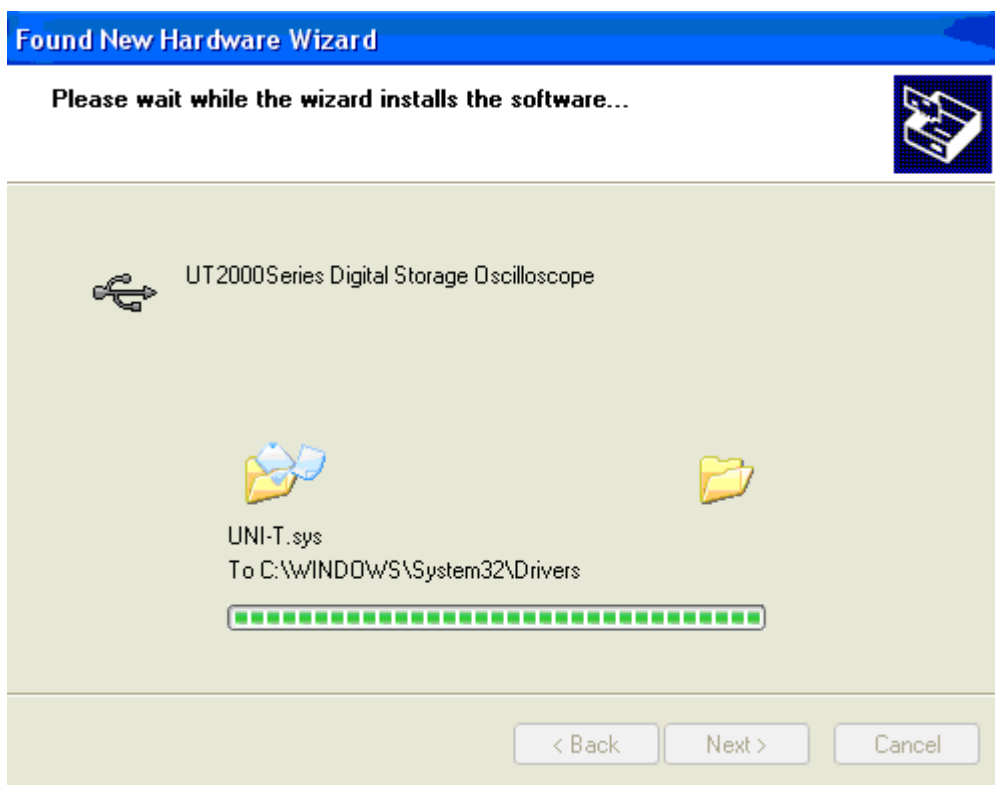 Found New Hardware Wizard
Please wait while the wizard installs the software...
UT2000Series Digital Storage Oscilloscope
UNI-T.sys
To C:\WINDOWS\System32\Drivers
< Back Next > Cancel